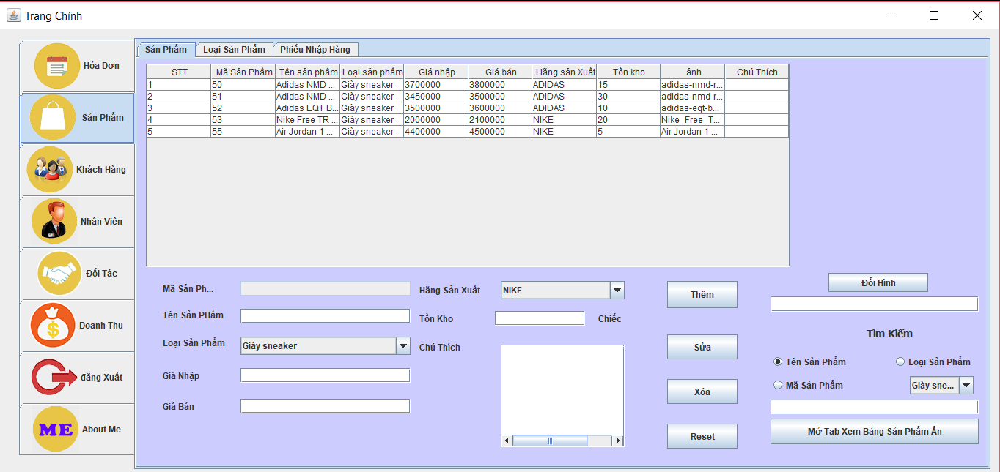 Trang Chính
Hóa Đơn
Sản Phẩm
Khách Hàng
Nhân Viên
Đối Tác
Doanh Thu
đăng Xuất
ME About Me
Sản Phẩm Loại Sản Phẩm Phiếu Nhập Hàng
STT Mã Sản Phẩm Tên sản phẩm Loại sản phẩm Giá nhập Giá bán Hãng sản Xuất Tồn kho ảnh Chú Thích
1 50 Adidas NMD ... Giày sneaker 3700000 3800000 ADIDAS 15 adidas-nmd-r...
2 51 Adidas NMD ... Giày sneaker 3450000 3500000 ADIDAS 30 adidas-nmd-r...
3 52 Adidas EQT B... Giày sneaker 3500000 3600000 ADIDAS 10 adidas-eqt-b...
4 53 Nike Free TR ... Giày sneaker 2000000 2100000 NIKE 20 Nike_Free_T...
5 55 Air Jordan 1 ... Giày sneaker 4400000 4500000 NIKE 5 Air Jordan 1 ...
Mã Sản Ph...
Tên Sản PHẩm
Loại Sản Phẩm Giày sneaker
Giá Nhập
Giá Bán
Hãng Sản Xuất NIKE
Tồn Kho Chiếc
Chú Thích
Thêm
Sửa
Xóa
Reset
Đổi Hình
Tìm Kiếm
Tên Sản Phẩm Loại Sản Phẩm
Mã Sản Phẩm Giày sne...
Mở Tab Xem Bảng Sản Phẩm Ẩn